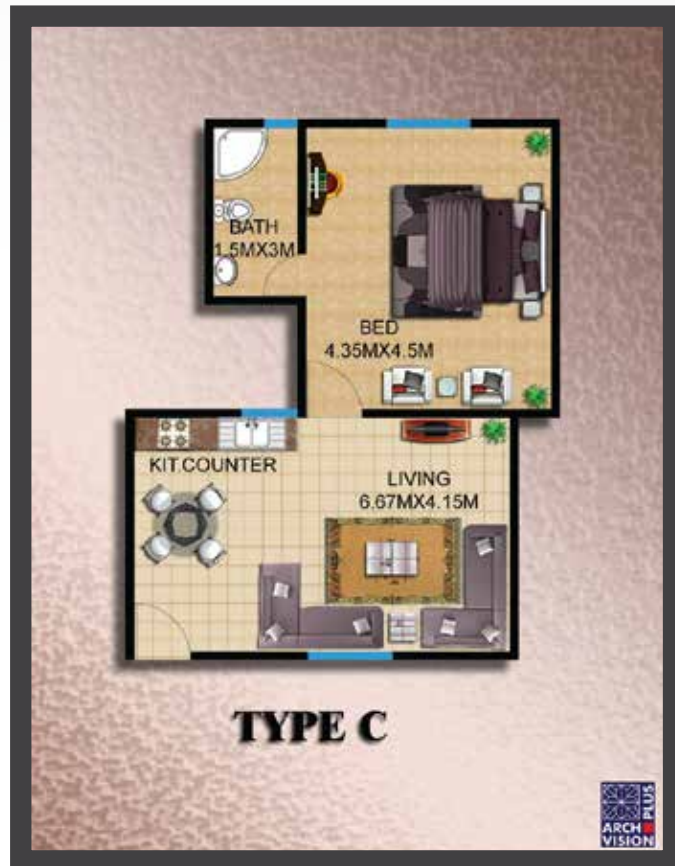 BATH
1.5MX3M
BED
4.35MX4.5M
KIT.COUNTER
LIVING
6.67MX4.15M
TYPE C
ARCH PLUS
VISION